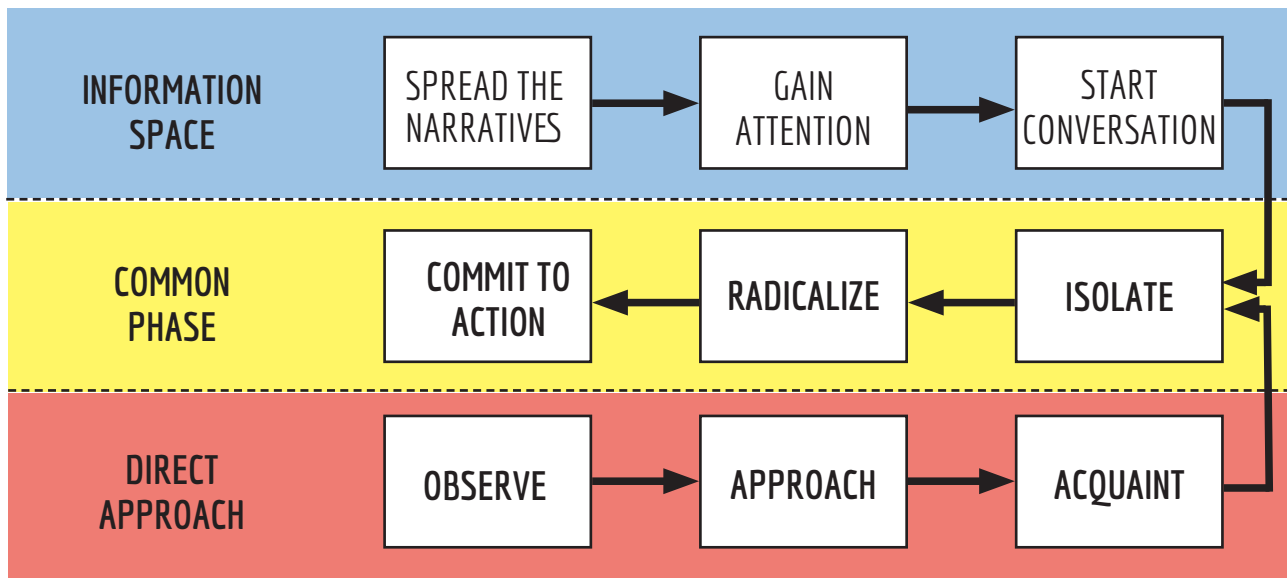 INFORMATION
SPACE
SPREAD THE
NARRATIVES
GAIN
ATTENTION
START
CONVERSATION
COMMON
PHASE
COMMIT TO
ACTION
RADICALIZE
ISOLATE
DIRECT
APPROACH
OBSERVE
APPROACH
ACQUAINT